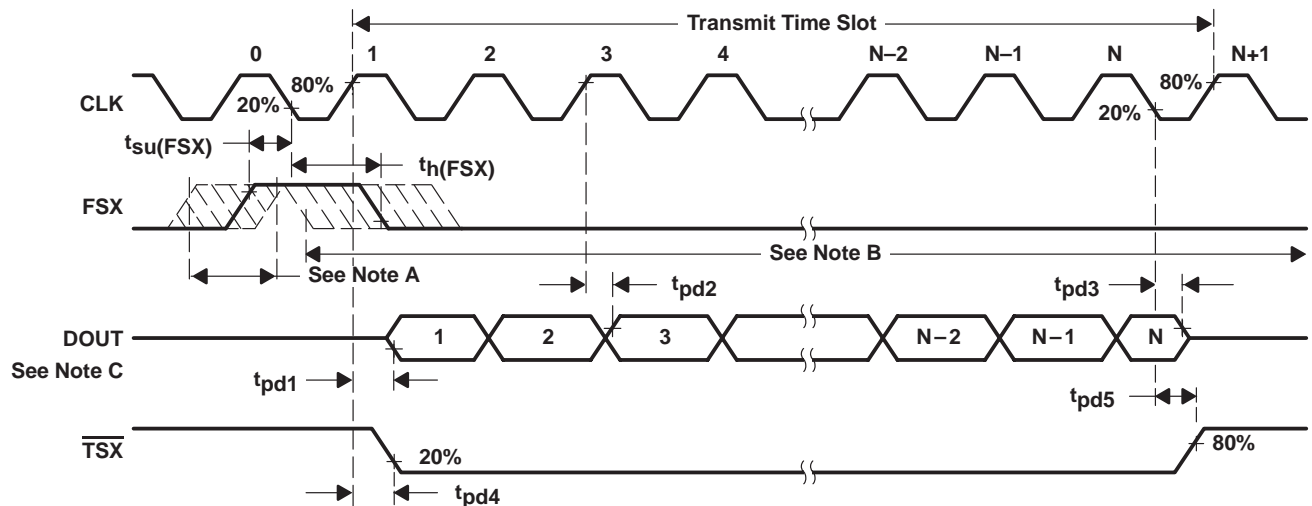 Transmit Time Slot
0 1 2 3 4 N–2 N–1 N N+1
80% 80%
CLK 20% 20%
tsu(FSX)
th(FSX)
FSX
See Note A See Note B
tpd2 tpd3
DOUT 1 2 3 N–2 N–1 N
See Note C
tpd1 tpd5
TSX
20% 80%
tpd4